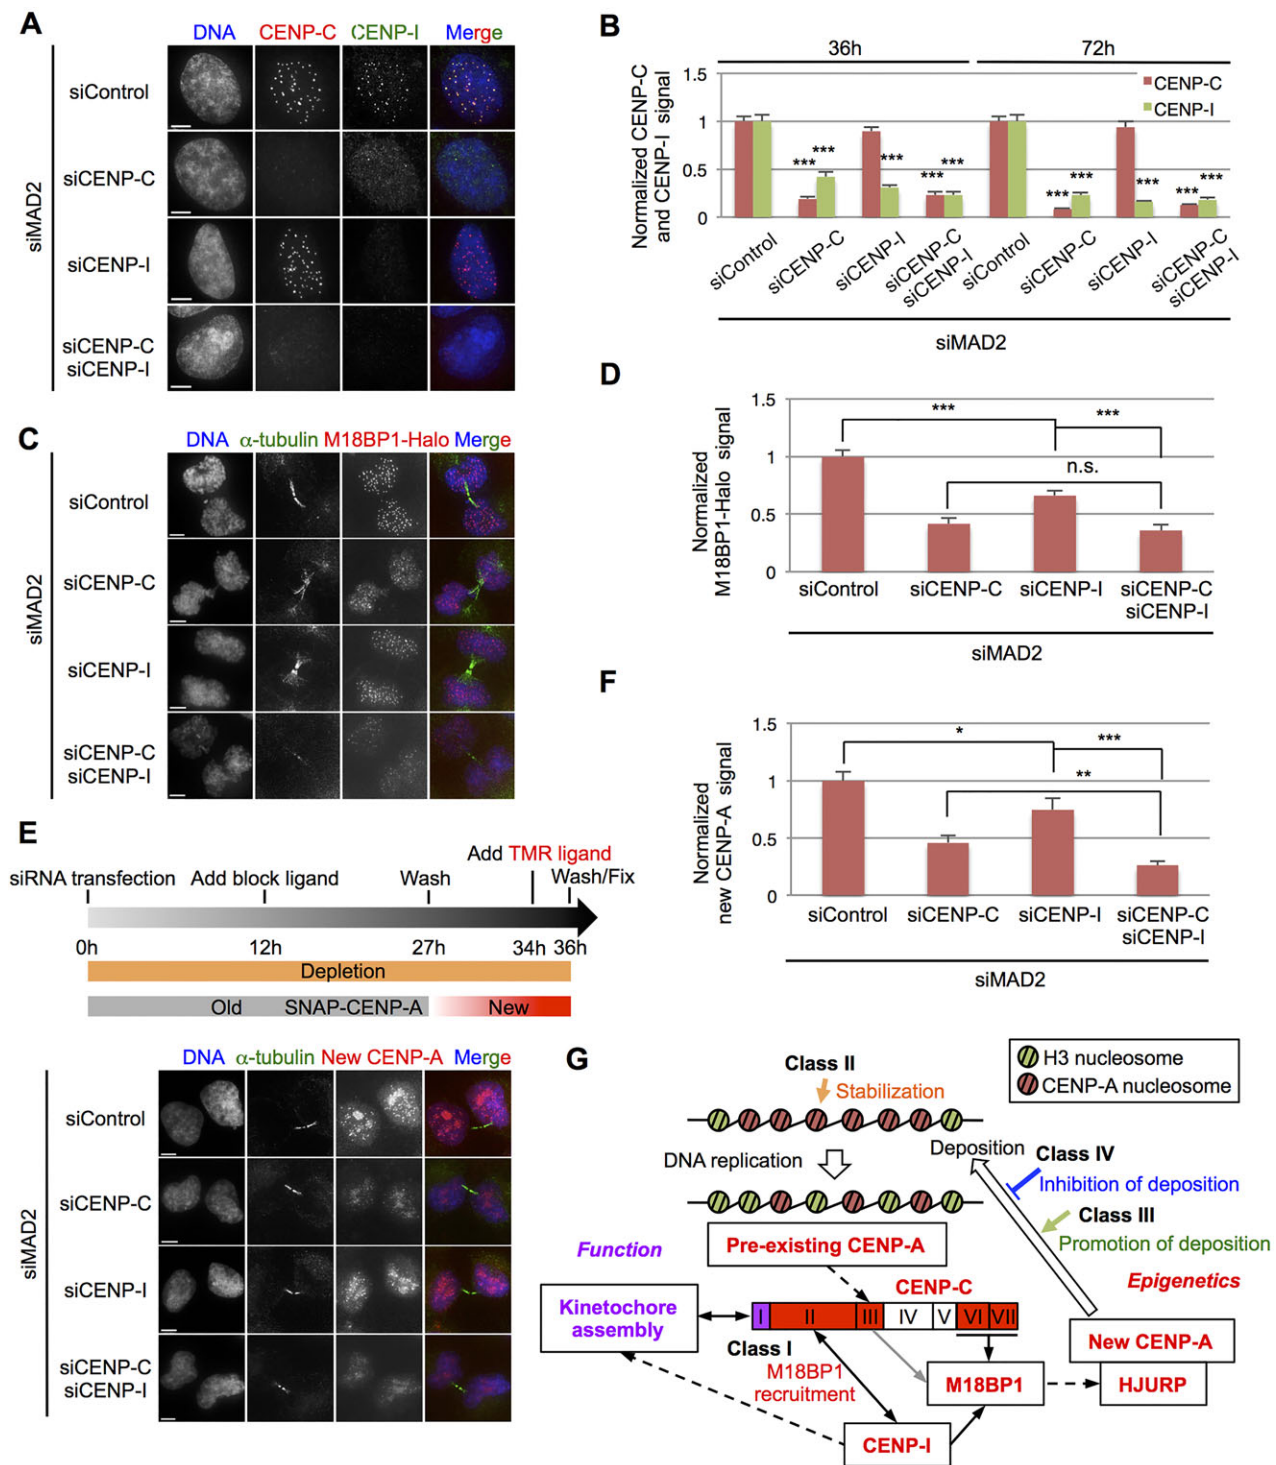 A
DNA CENP-C CENP-I Merge
siMAD2
siControl
siCENP-C
siCENP-I
siCENP-C
siCENP-I
B
36h 72h
Normalized CENP-C
and CENP-I signal
1.5
1
0.5
0
CENP-C
CENP-I
*** *** *** *** *** *** *** *** *** ***
siControl siCENP-C siCENP-I siCENP-C siCENP-I siControl siCENP-C siCENP-I siCENP-C siCENP-I
siMAD2
C
DNA α-tubulin M18BP1-Halo Merge
siMAD2
siControl
siCENP-C
siCENP-I
siCENP-C
siCENP-I
D
Normalized
M18BP1-Halo signal
1.5
1
0.5
0
*** ***
n.s.
siControl siCENP-C siCENP-I siCENP-C
siCENP-I
siMAD2
E
Add TMR ligand
siRNA transfection Add block ligand Wash Wash/Fix
0h 12h 27h 34h 36h
Depletion
Old SNAP-CENP-A New
DNA α-tubulin New CENP-A Merge
siMAD2
siControl
siCENP-C
siCENP-I
siCENP-C
siCENP-I
F
Normalized
new CENP-A signal
1.5
1
0.5
0
* ***
**
siControl siCENP-C siCENP-I siCENP-C
siCENP-I
siMAD2
G
H3 nucleosome
CENP-A nucleosome
Class II
Stabilization
DNA replication
Deposition
Class IV
Inhibition of deposition
Class III
Promotion of deposition
Function
Pre-existing CENP-A
Epigenetics
CENP-C
Kinetochore
assembly
I II III IV V VI VII
New CENP-A
Class I
M18BP1
recruitment
M18BP1
HJURP
CENP-I